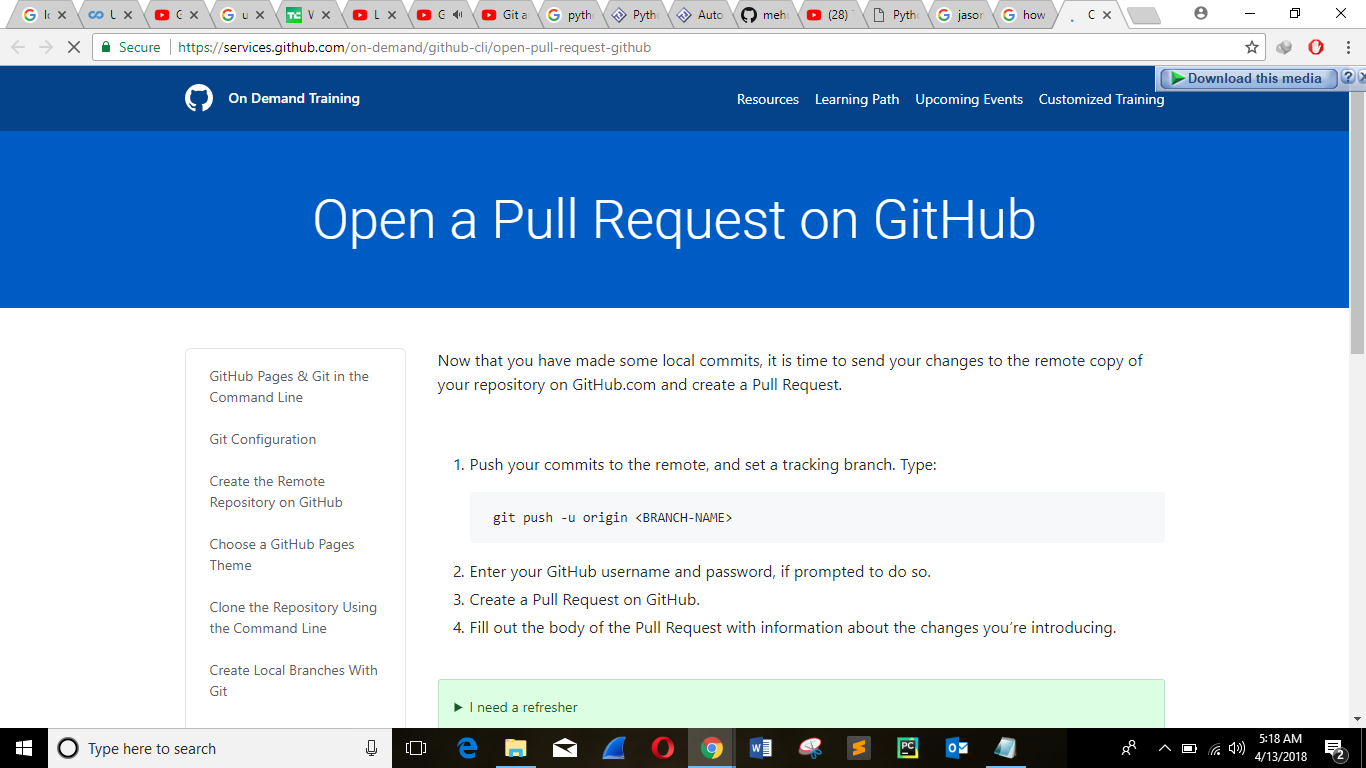 lo
U
G
u
V
L
G
Git a
pyth
Pyth
Auto
meh
(28)
Pyth
jason
how
C
Secure
https://services.github.com/on-demand/github-cli/open-pull-request-github
Download this media
?
On Demand Training
Resources
Learning Path
Upcoming Events
Customized Training
Open a Pull Request on GitHub
GitHub Pages & Git in the
Command Line
Git Configuration
Create the Remote
Repository on GitHub
Choose a GitHub Pages
Theme
Clone the Repository Using
the Command Line
Create Local Branches With
Git
Now that you have made some local commits, it is time to send your changes to the remote copy of
your repository on GitHub.com and create a Pull Request.
1. Push your commits to the remote, and set a tracking branch. Type:
git push -u origin <BRANCH-NAME>
2. Enter your GitHub username and password, if prompted to do so.
3. Create a Pull Request on GitHub.
4. Fill out the body of the Pull Request with information about the changes you’re introducing.
I need a refresher
Type here to search
5:18 AM
4/13/2018
2